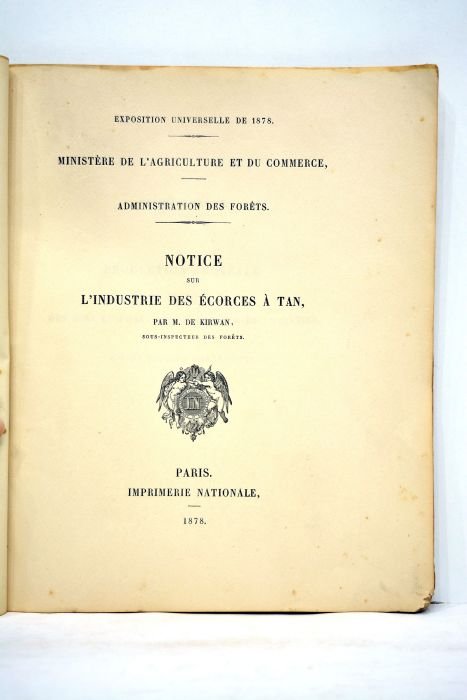 EXPOSITION UNIVERSELLE DE 1878.
MINISTÈRE DE L'AGRICULTURE ET DU COMMERCE,
ADMINISTRATION DES FORÊTS.
NOTICE
SUR
L'INDUSTRIE DES ÉCORCES À TAN,
PAR M. DE KIRWAN,
SOUS-INSPECTEUR DES FORÊTS.
IN
PARIS.
IMPRIMERIE NATIONALE,
1878.